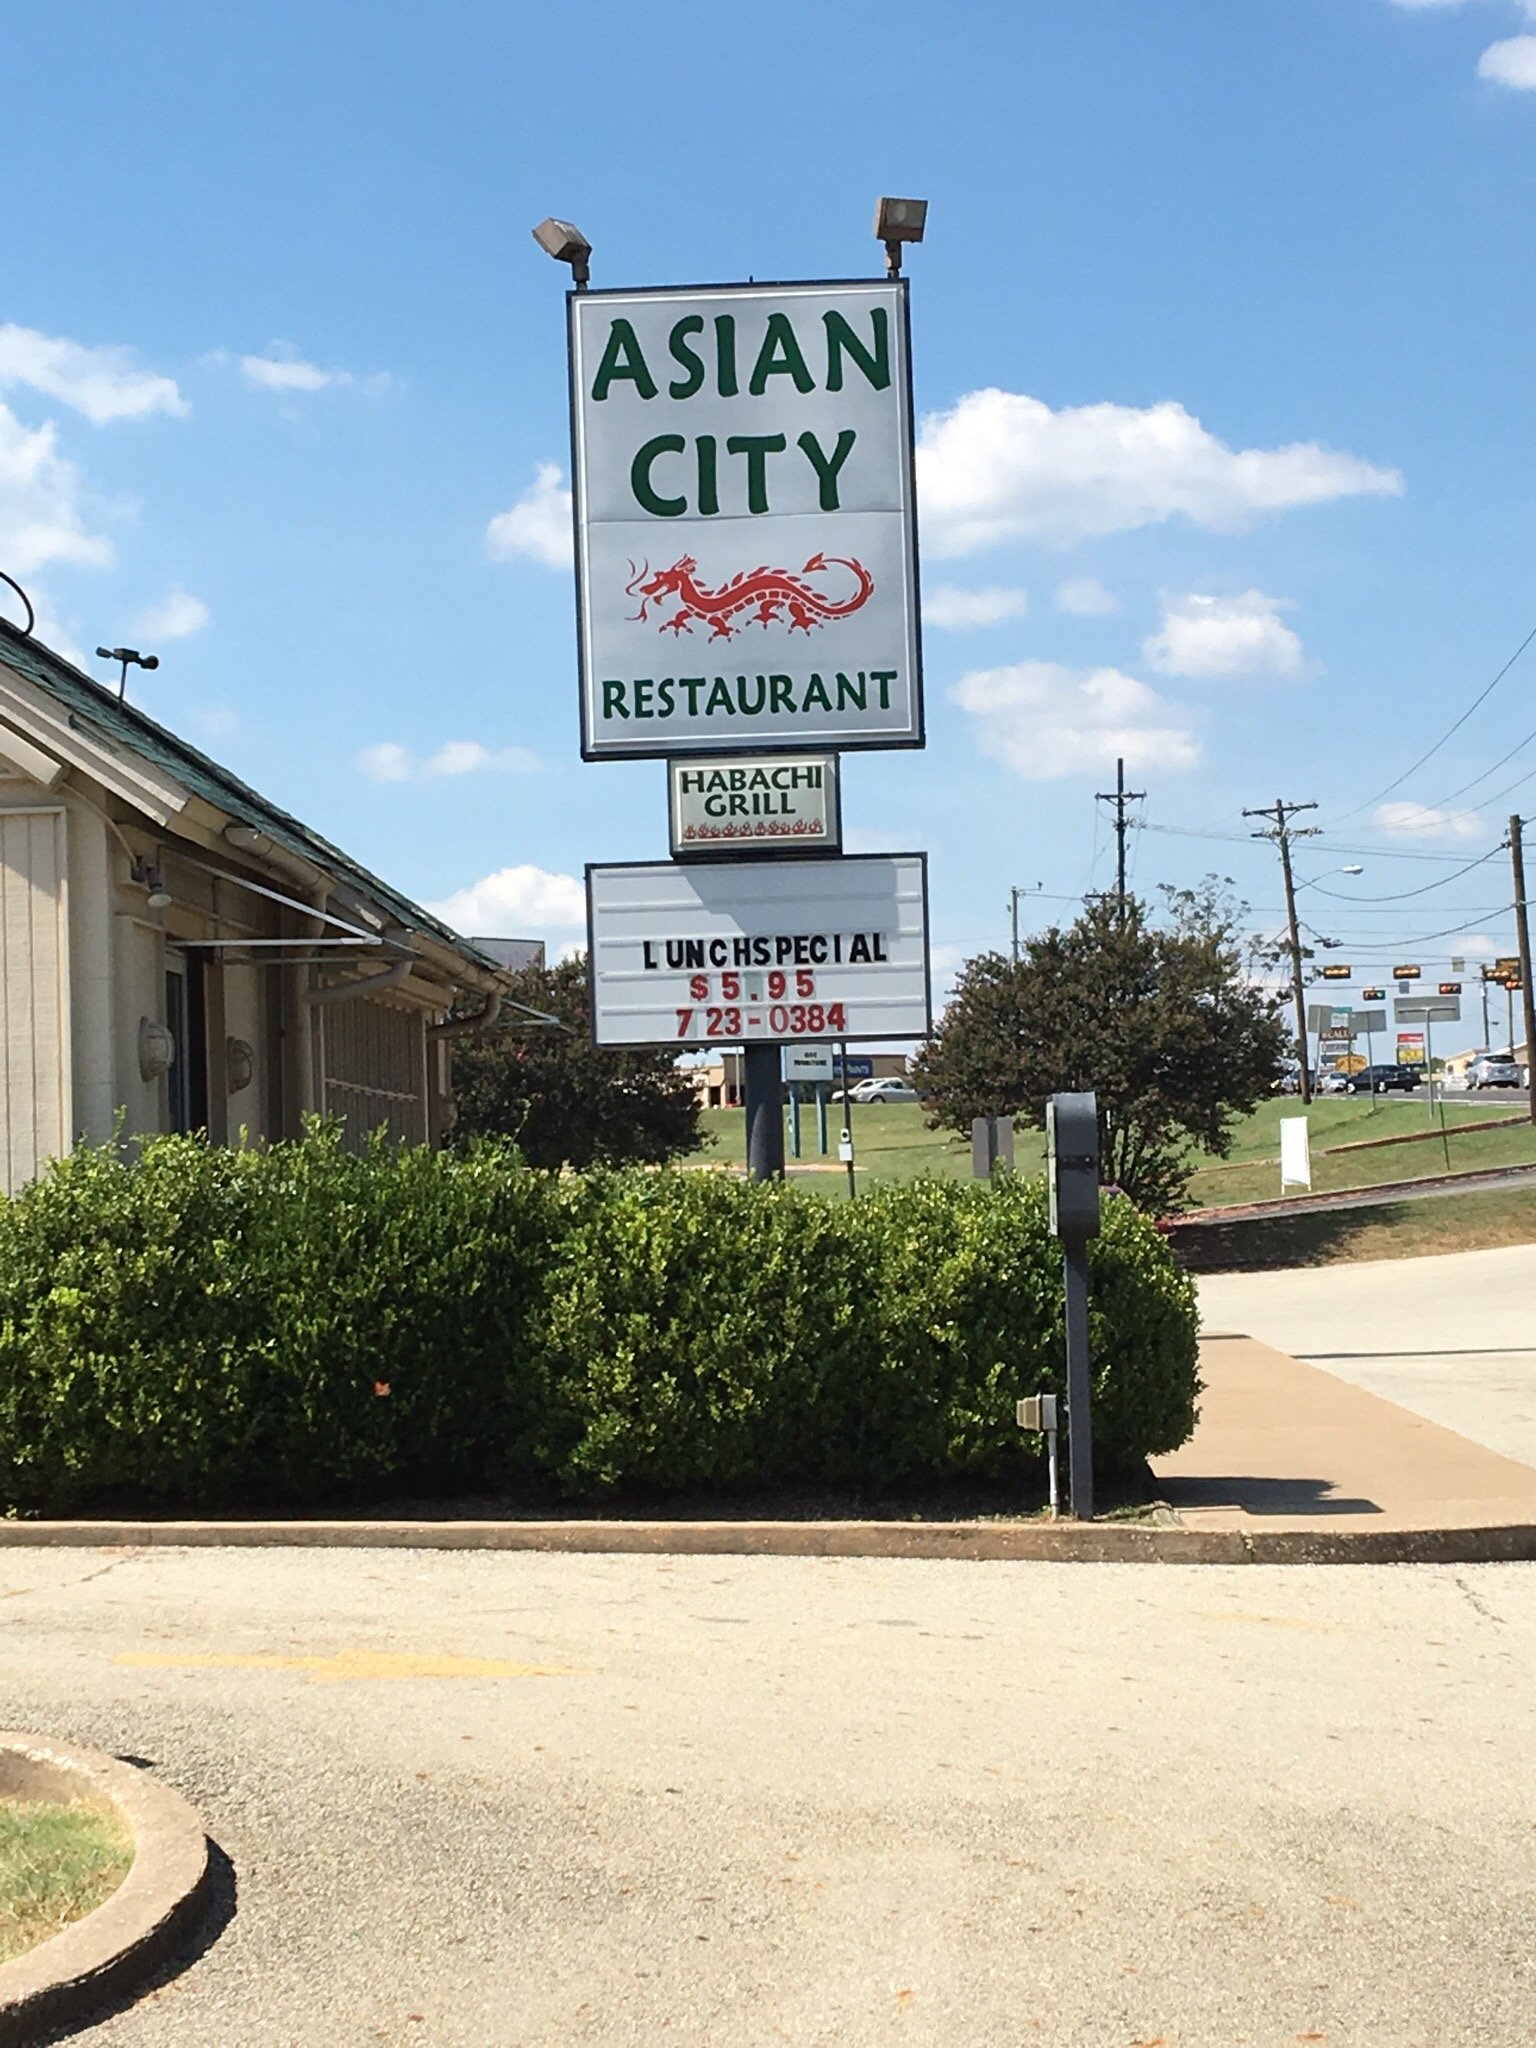 ASIAN
CITY
RESTAURANT
HABACHI
GRILL
LUNCHSPECIAL
$5.95
723-0384